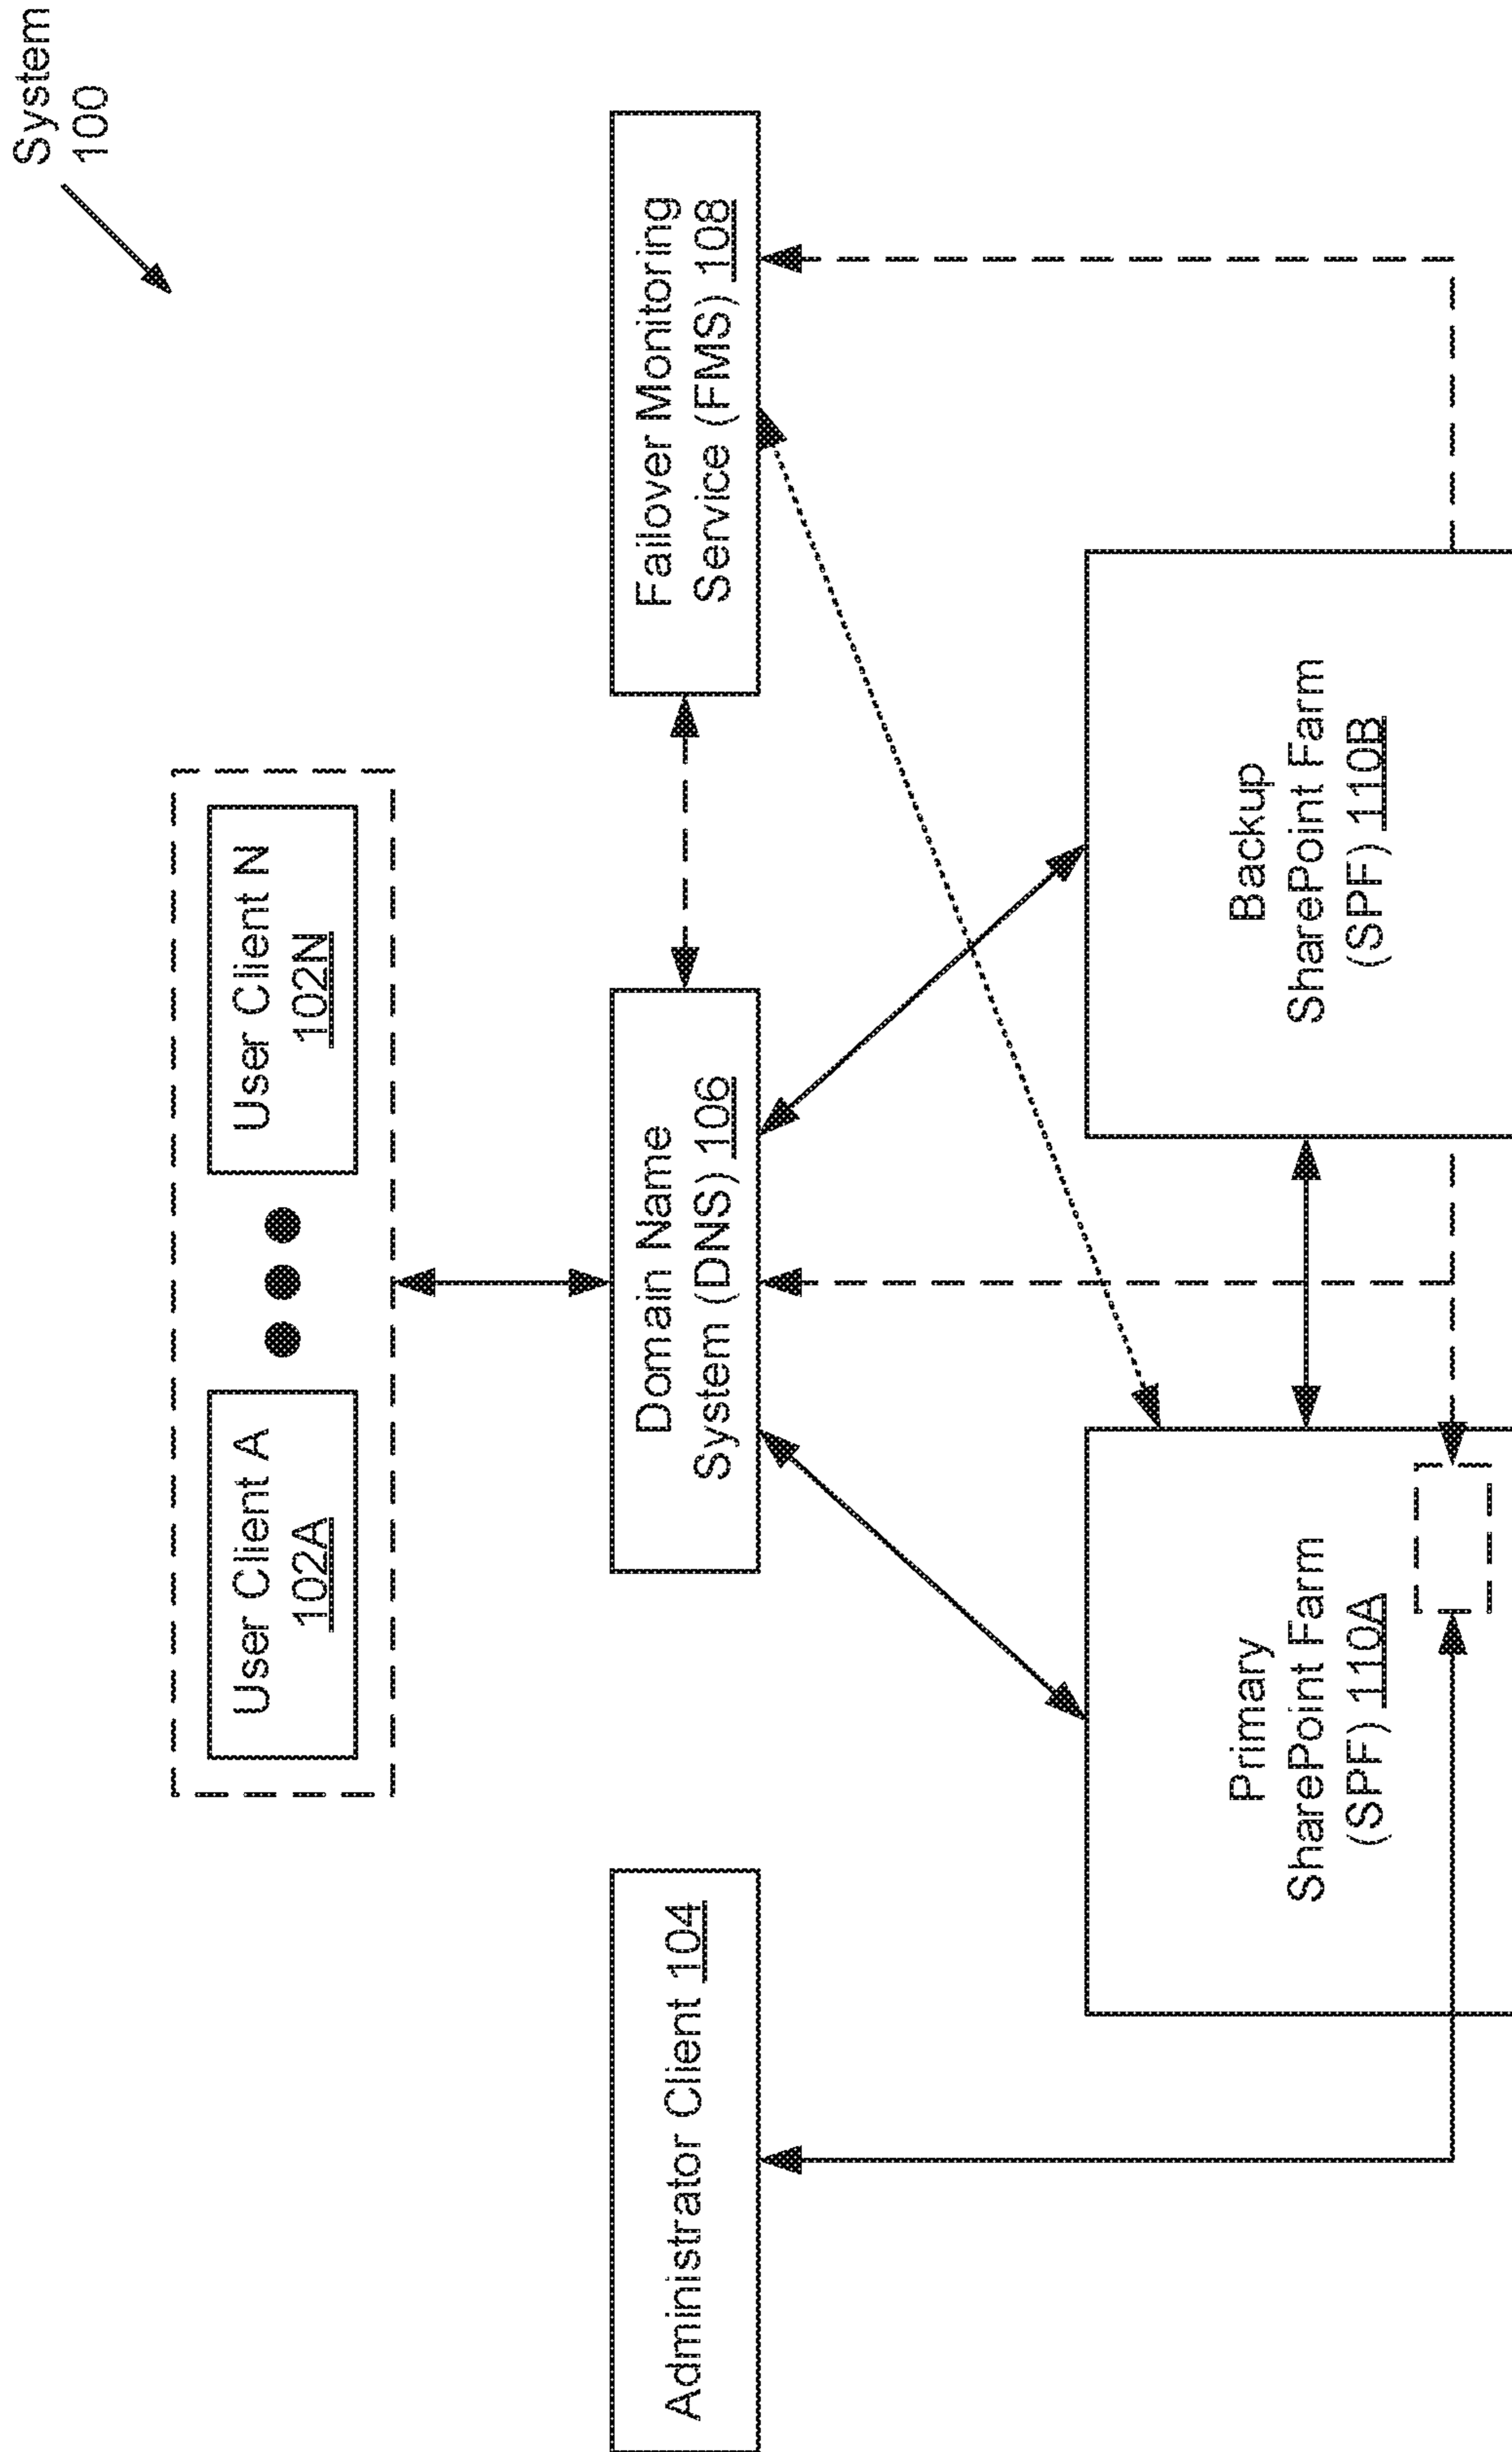 System
100
User Client A
102A
User Client N
102N
Administrator Client 104
Domain Name
System (DNS) 106
Failover Monitoring
Service (FMS) 108
Primary
SharePoint Farm
(SPF) 110A
Backup
SharePoint Farm
(SPF) 110B